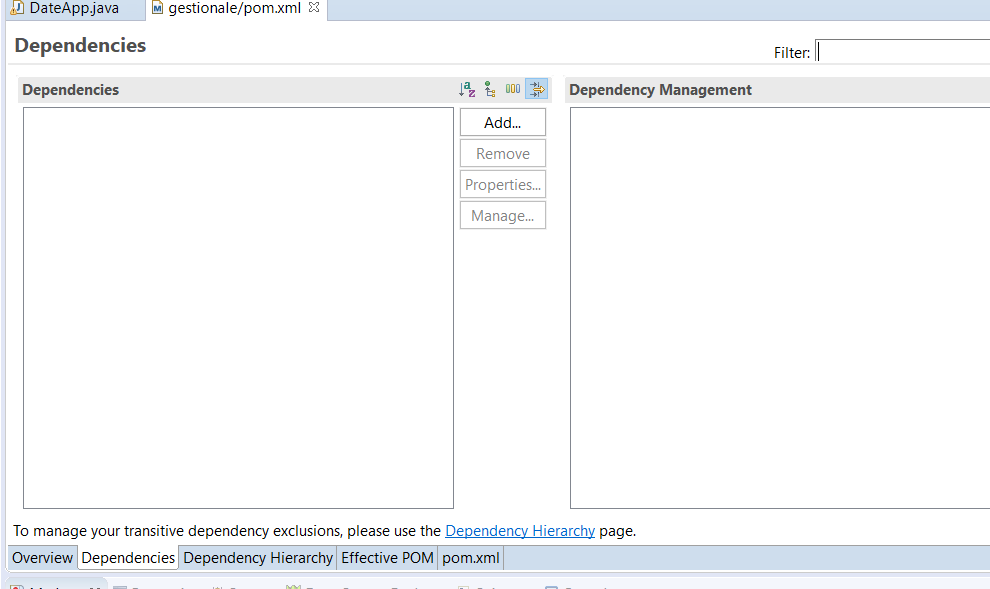 DateApp.java gestionale/pom.xml
Dependencies
Filter:
Dependencies
Dependency Management
Add...
Remove
Properties...
Manage...
To manage your transitive dependency exclusions, please use the Dependency Hierarchy page.
Overview Dependencies Dependency Hierarchy Effective POM pom.xml